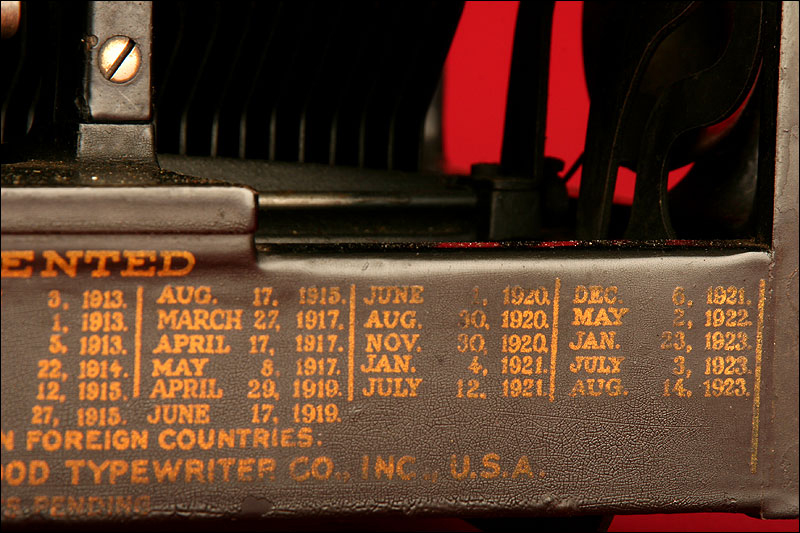 ENTED
3, 1913. AUG. 17, 1915. JUNE 1, 1920. DEC. 6, 1921.
1, 1913. MARCH 27, 1917. AUG. 30, 1920. MAY 2, 1922.
5, 1913. APRIL 17, 1917. NOV. 30, 1920. JAN. 23, 1923.
22, 1914. MAY 8, 1917. JAN. 4, 1921. JULY 3, 1923.
12, 1915. APRIL 29, 1919. JULY 12, 1921. AUG. 14, 1923.
27, 1915. JUNE 17, 1919.
N FOREIGN COUNTRIES.
OOD TYPEWRITER CO., INC., U.S.A.
S PENDING